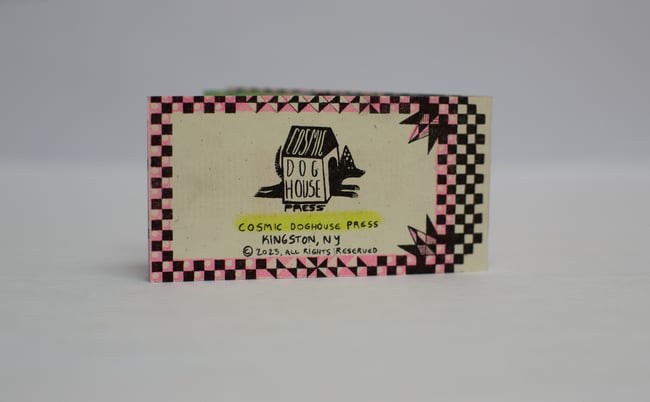 COSMIC
DOG
HOUSE
PRESS
COSMIC DOGHOUSE PRESS
KINGSTON, NY
© 2023, ALL RIGHTS RESERVED